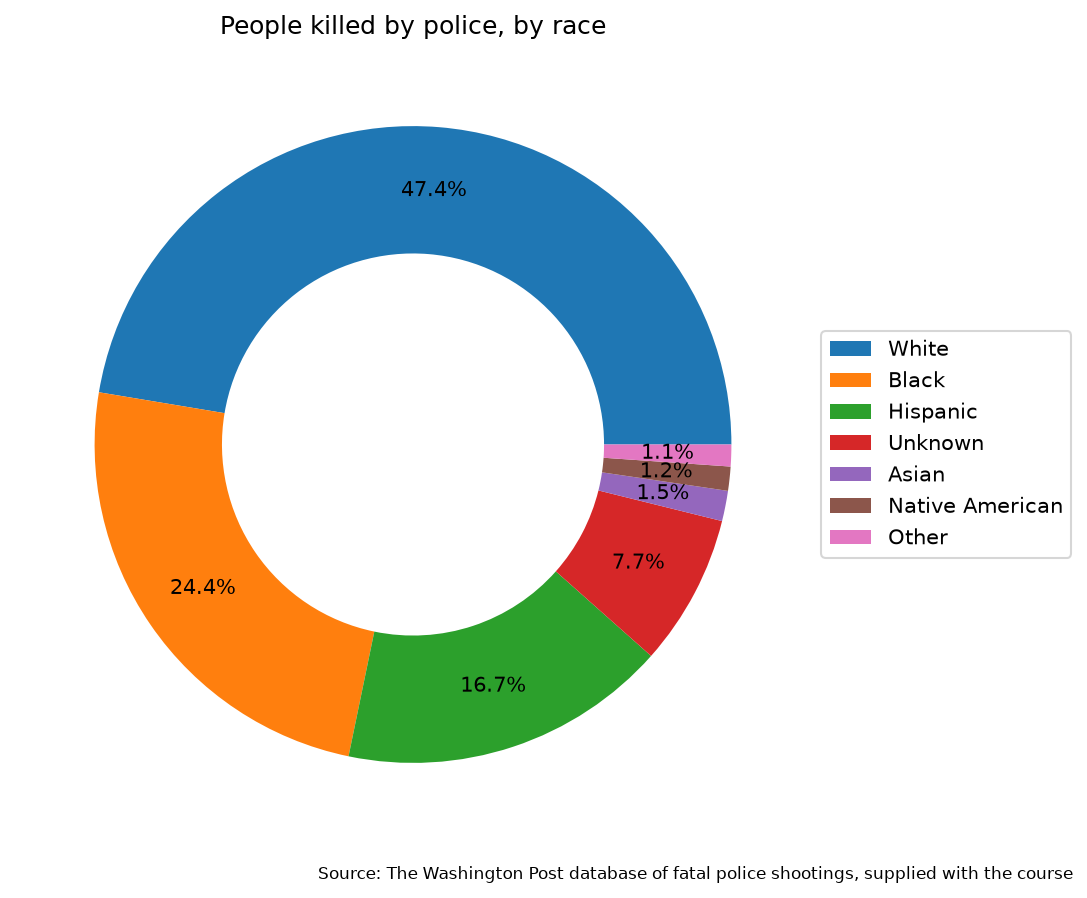 People killed by police, by race
47.4%
24.4%
16.7%
7.7%
1.5%
1.2%
1.1%
White
Black
Hispanic
Unknown
Asian
Native American
Other
Source: The Washington Post database of fatal police shootings, supplied with the course